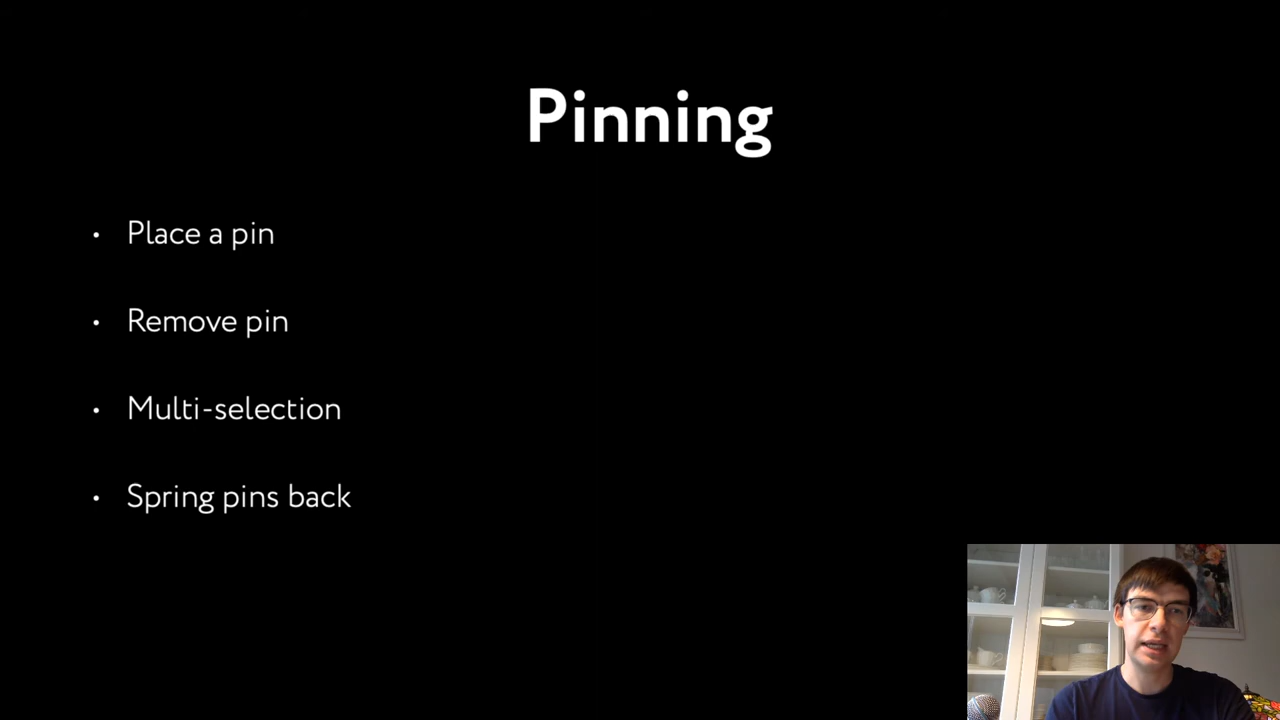 Pinning
• Place a pin
• Remove pin
• Multi-selection
• Spring pins back